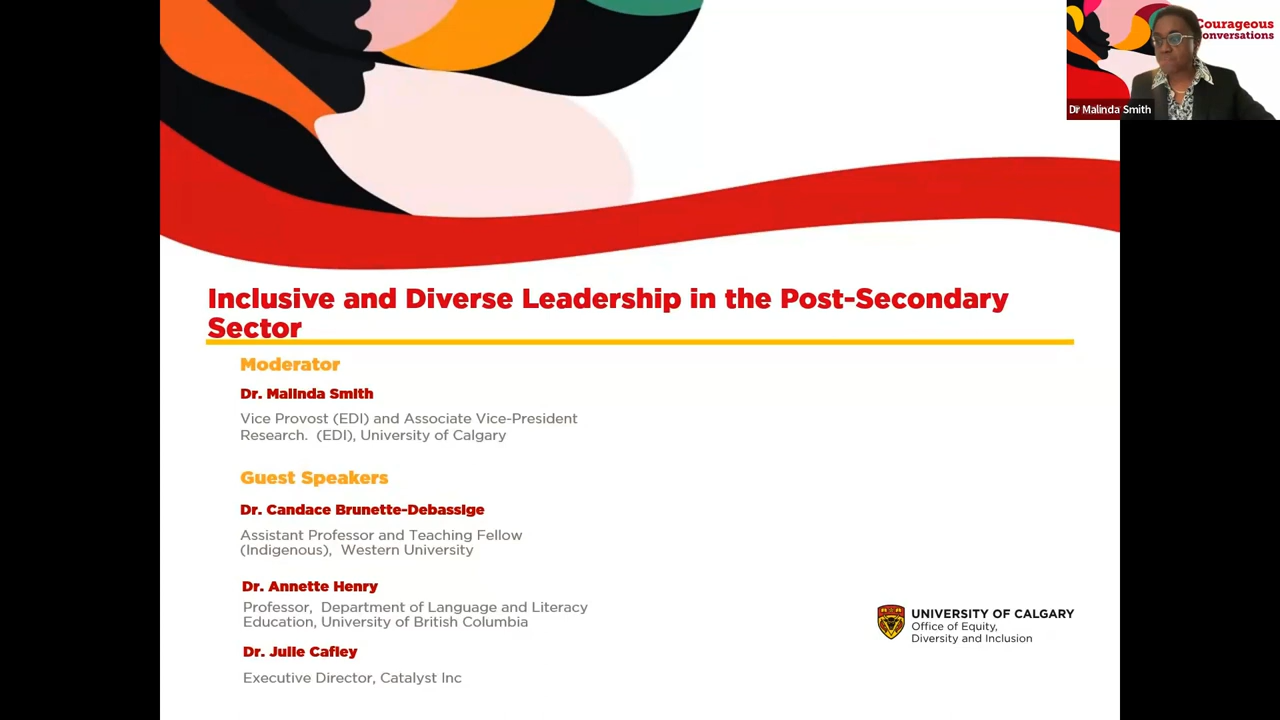 Courageous
Conversations
Dr Malinda Smith
Inclusive and Diverse Leadership in the Post-Secondary
Sector
Moderator
Dr. Malinda Smith
Vice Provost (EDI) and Associate Vice-President
Research. (EDI), University of Calgary
Guest Speakers
Dr. Candace Brunette-Debassige
Assistant Professor and Teaching Fellow
(Indigenous), Western University
Dr. Annette Henry
Professor, Department of Language and Literacy
Education, University of British Columbia
Dr. Julie Cafley
Executive Director, Catalyst Inc
UNIVERSITY OF CALGARY
Office of Equity,
Diversity and Inclusion